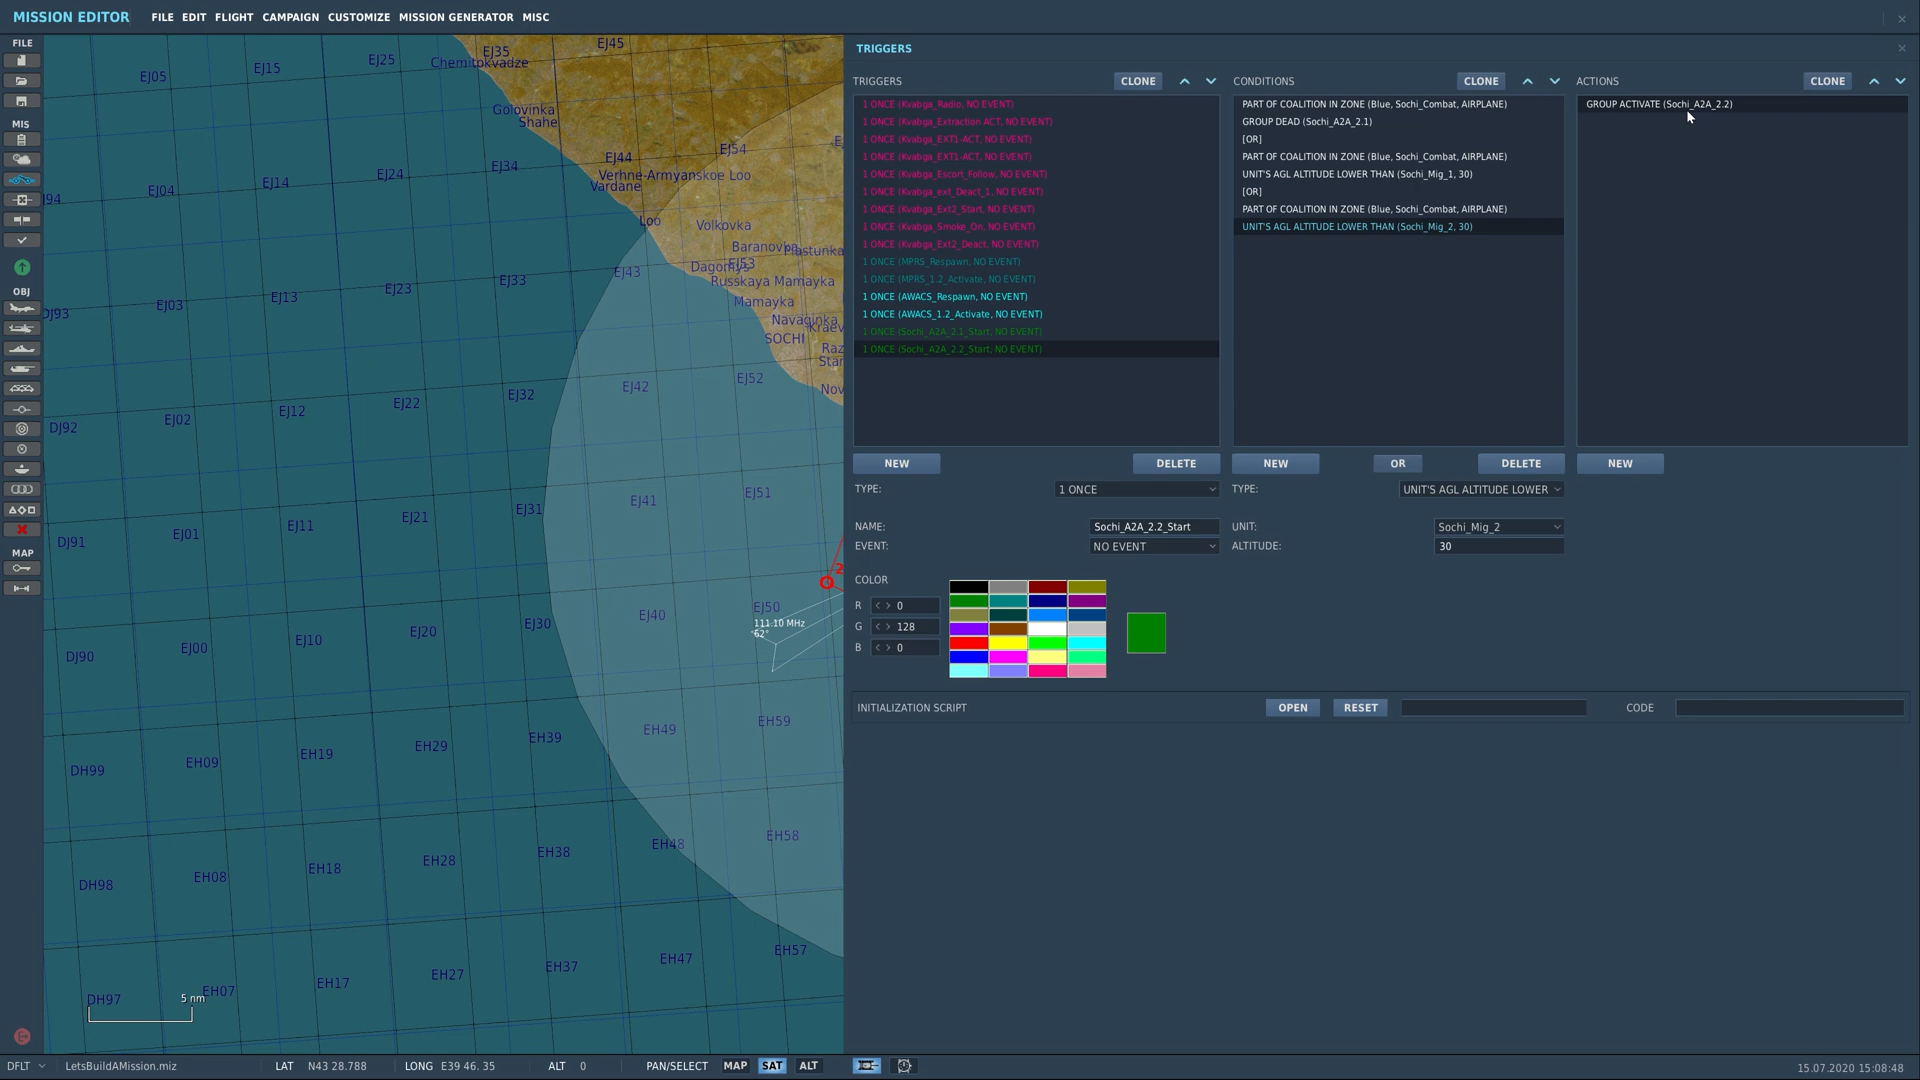 MISSION EDITOR
FILE EDIT FLIGHT CAMPAIGN CUSTOMIZE MISSION GENERATOR MISC
FILE
MIS
OBJ
MAP
EJ05
EJ15
EJ25
EJ35
EJ45
Chemitokvadze
Golovinka
Shahe
J94
EJ04
EJ14
EJ24
EJ34
EJ44
EJ54
Verhne-Armyanskoe Loo
Vardane
Loo
Volkovka
Baranovka
Plastunka
DJ93
EJ03
EJ13
EJ23
EJ33
EJ43
Dagomys
EJ53
Russkaya Mamayka
Mamayka
Navaginka
Kraev
SOCHI
Raz
Star
Nov
DJ92
EJ02
EJ12
EJ22
EJ32
EJ42
EJ52
DJ91
EJ01
EJ11
EJ21
EJ31
EJ41
EJ51
2
DJ90
EJ00
EJ10
EJ20
EJ30
EJ40
EJ50
111.10 MHz
62°
DH99
EH09
EH19
EH29
EH39
EH49
EH59
DH98
EH08
EH18
EH28
EH38
EH48
EH58
DH97
EH07
EH17
EH27
EH37
EH47
EH57
5 nm
TRIGGERS
TRIGGERS CLONE
1 ONCE (Kvabga_Radio, NO EVENT)
1 ONCE (Kvabga_Extraction ACT, NO EVENT)
1 ONCE (Kvabga_EXT1-ACT, NO EVENT)
1 ONCE (Kvabga_EXT1-ACT, NO EVENT)
1 ONCE (Kvabga_Escort_Follow, NO EVENT)
1 ONCE (Kvabga_ext_Deact_1, NO EVENT)
1 ONCE (Kvabga_Ext2_Start, NO EVENT)
1 ONCE (Kvabga_Smoke_On, NO EVENT)
1 ONCE (Kvabga_Ext2_Deact, NO EVENT)
1 ONCE (MPRS_Respawn, NO EVENT)
1 ONCE (MPRS_1.2_Activate, NO EVENT)
1 ONCE (AWACS_Respawn, NO EVENT)
1 ONCE (AWACS_1.2_Activate, NO EVENT)
1 ONCE (Sochi_A2A_2.1_Start, NO EVENT)
1 ONCE (Sochi_A2A_2.2_Start, NO EVENT)
NEW DELETE
TYPE: 1 ONCE
NAME: Sochi_A2A_2.2_Start
EVENT: NO EVENT
COLOR
R 0
G 128
B 0
CONDITIONS CLONE
PART OF COALITION IN ZONE (Blue, Sochi_Combat, AIRPLANE)
GROUP DEAD (Sochi_A2A_2.1)
[OR]
PART OF COALITION IN ZONE (Blue, Sochi_Combat, AIRPLANE)
UNIT'S AGL ALTITUDE LOWER THAN (Sochi_Mig_1, 30)
[OR]
PART OF COALITION IN ZONE (Blue, Sochi_Combat, AIRPLANE)
UNIT'S AGL ALTITUDE LOWER THAN (Sochi_Mig_2, 30)
NEW OR DELETE
TYPE: UNIT'S AGL ALTITUDE LOWER
UNIT: Sochi_Mig_2
ALTITUDE: 30
ACTIONS CLONE
GROUP ACTIVATE (Sochi_A2A_2.2)
NEW
INITIALIZATION SCRIPT OPEN RESET CODE
DFLT LetsBuildAMission.miz LAT N43 28.788 LONG E39 46. 35 ALT 0 PAN/SELECT MAP SAT ALT 15.07.2020 15:08:48